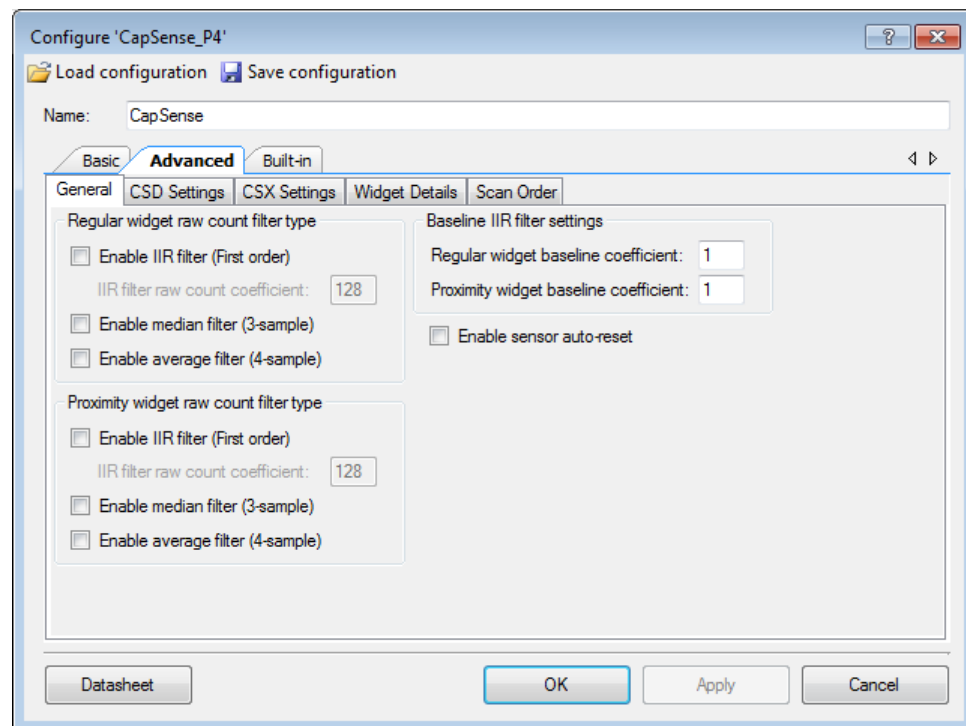 Configure 'CapSense_P4'
Load configuration Save configuration
Name: CapSense
Basic Advanced Built-in
General CSD Settings CSX Settings Widget Details Scan Order
Regular widget raw count filter type
Enable IIR filter (First order)
IIR filter raw count coefficient: 128
Enable median filter (3-sample)
Enable average filter (4-sample)
Proximity widget raw count filter type
Enable IIR filter (First order)
IIR filter raw count coefficient: 128
Enable median filter (3-sample)
Enable average filter (4-sample)
Baseline IIR filter settings
Regular widget baseline coefficient: 1
Proximity widget baseline coefficient: 1
Enable sensor auto-reset
Datasheet OK Apply Cancel